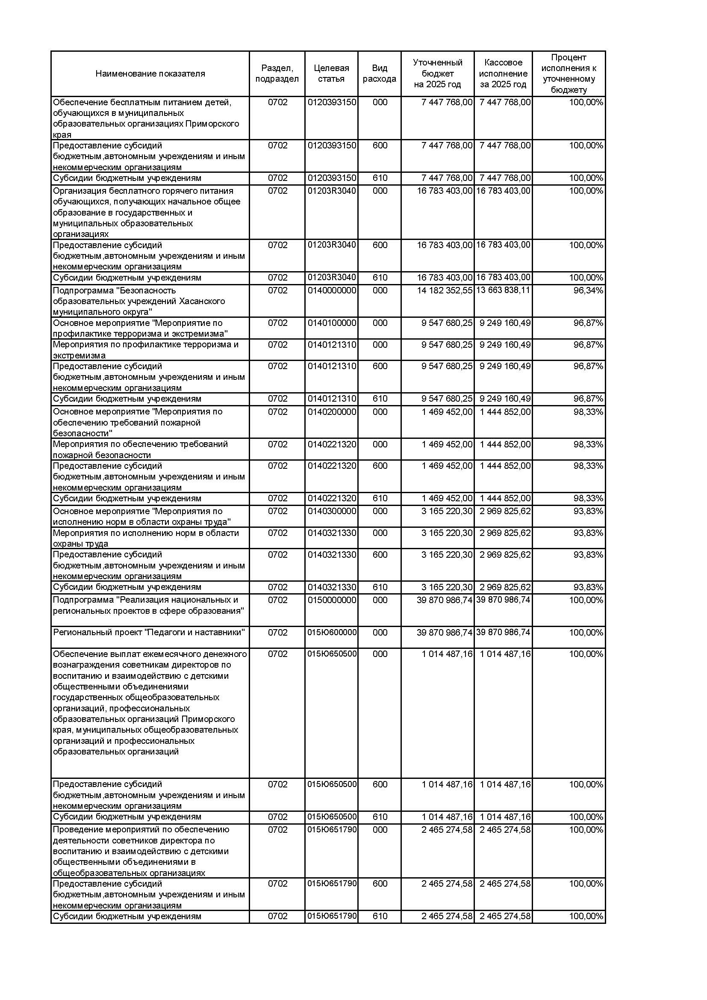 Наименование показателя
Раздел,
подраздел
Целевая
статья
Вид
расхода
Уточненный
бюджет
на 2025 год
Кассовое
исполнение
за 2025 год
Процент
исполнения к
уточненному
бюджету
Обеспечение бесплатным питанием детей, 0702 0120393150 000 7 447 768,00 7 447 768,00 100,00%
обучающихся в муниципальных
образовательных организациях Приморского
края
Предоставление субсидий 0702 0120393150 600 7 447 768,00 7 447 768,00 100,00%
бюджетным,автономным учреждениям и иным
некоммерческим организациям
Субсидии бюджетным учреждениям 0702 0120393150 610 7 447 768,00 7 447 768,00 100,00%
Организация бесплатного горячего питания 0702 01203R3040 000 16 783 403,00 16 783 403,00 100,00%
обучающихся, получающих начальное общее
образование в государственных и
муниципальных образовательных
организациях
Предоставление субсидий 0702 01203R3040 600 16 783 403,00 16 783 403,00 100,00%
бюджетным,автономным учреждениям и иным
некоммерческим организациям
Субсидии бюджетным учреждениям 0702 01203R3040 610 16 783 403,00 16 783 403,00 100,00%
Подпрограмма "Безопасность 0702 0140000000 000 14 182 352,55 13 663 838,11 96,34%
образовательных учреждений Хасанского
муниципального округа"
Основное мероприятие "Мероприятие по 0702 0140100000 000 9 547 680,25 9 249 160,49 96,87%
профилактике терроризма и экстремизма"
Мероприятия по профилактике терроризма и 0702 0140121310 000 9 547 680,25 9 249 160,49 96,87%
экстремизма
Предоставление субсидий 0702 0140121310 600 9 547 680,25 9 249 160,49 96,87%
бюджетным,автономным учреждениям и иным
некоммерческим организациям
Субсидии бюджетным учреждениям 0702 0140121310 610 9 547 680,25 9 249 160,49 96,87%
Основное мероприятие "Мероприятия по 0702 0140200000 000 1 469 452,00 1 444 852,00 98,33%
обеспечению требований пожарной
безопасности"
Мероприятия по обеспечению требований 0702 0140221320 000 1 469 452,00 1 444 852,00 98,33%
пожарной безопасности
Предоставление субсидий 0702 0140221320 600 1 469 452,00 1 444 852,00 98,33%
бюджетным,автономным учреждениям и иным
некоммерческим организациям
Субсидии бюджетным учреждениям 0702 0140221320 610 1 469 452,00 1 444 852,00 98,33%
Основное мероприятие "Мероприятия по 0702 0140300000 000 3 165 220,30 2 969 825,62 93,83%
исполнению норм в области охраны труда"
Мероприятия по исполнению норм в области 0702 0140321330 000 3 165 220,30 2 969 825,62 93,83%
охраны труда
Предоставление субсидий 0702 0140321330 600 3 165 220,30 2 969 825,62 93,83%
бюджетным,автономным учреждениям и иным
некоммерческим организациям
Субсидии бюджетным учреждениям 0702 0140321330 610 3 165 220,30 2 969 825,62 93,83%
Подпрограмма "Реализация национальных и 0702 0150000000 000 39 870 986,74 39 870 986,74 100,00%
региональных проектов в сфере образования"
Региональный проект "Педагоги и наставники" 0702 015Ю600000 000 39 870 986,74 39 870 986,74 100,00%
Обеспечение выплат ежемесячного денежного 0702 015Ю650500 000 1 014 487,16 1 014 487,16 100,00%
вознаграждения советникам директоров по
воспитанию и взаимодействию с детскими
общественными объединениями
государственных общеобразовательных
организаций, профессиональных
образовательных организаций Приморского
края, муниципальных общеобразовательных
организаций и профессиональных
образовательных организаций
Предоставление субсидий 0702 015Ю650500 600 1 014 487,16 1 014 487,16 100,00%
бюджетным,автономным учреждениям и иным
некоммерческим организациям
Субсидии бюджетным учреждениям 0702 015Ю650500 610 1 014 487,16 1 014 487,16 100,00%
Проведение мероприятий по обеспечению 0702 015Ю651790 000 2 465 274,58 2 465 274,58 100,00%
деятельности советников директора по
воспитанию и взаимодействию с детскими
общественными объединениями в
общеобразовательных организациях
Предоставление субсидий 0702 015Ю651790 600 2 465 274,58 2 465 274,58 100,00%
бюджетным,автономным учреждениям и иным
некоммерческим организациям
Субсидии бюджетным учреждениям 0702 015Ю651790 610 2 465 274,58 2 465 274,58 100,00%